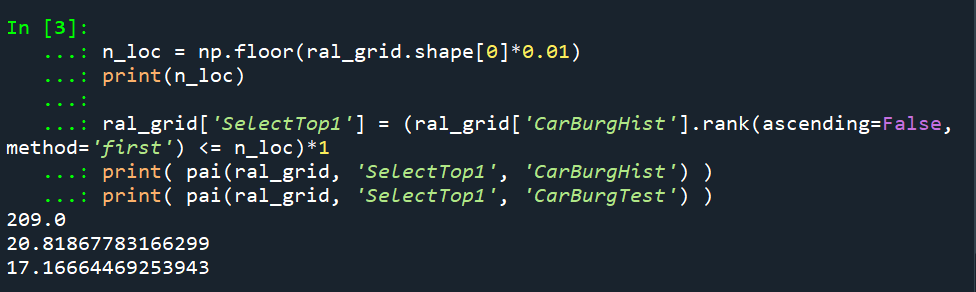 In [3]:
   ...: n_loc = np.floor(ral_grid.shape[0]*0.01)
   ...: print(n_loc)
   ...:
   ...: ral_grid['SelectTop1'] = (ral_grid['CarBurgHist'].rank(ascending=False,
method='first') <= n_loc)*1
   ...: print( pai(ral_grid, 'SelectTop1', 'CarBurgHist') )
   ...: print( pai(ral_grid, 'SelectTop1', 'CarBurgTest') )
209.0
20.81867783166299
17.16664469253943